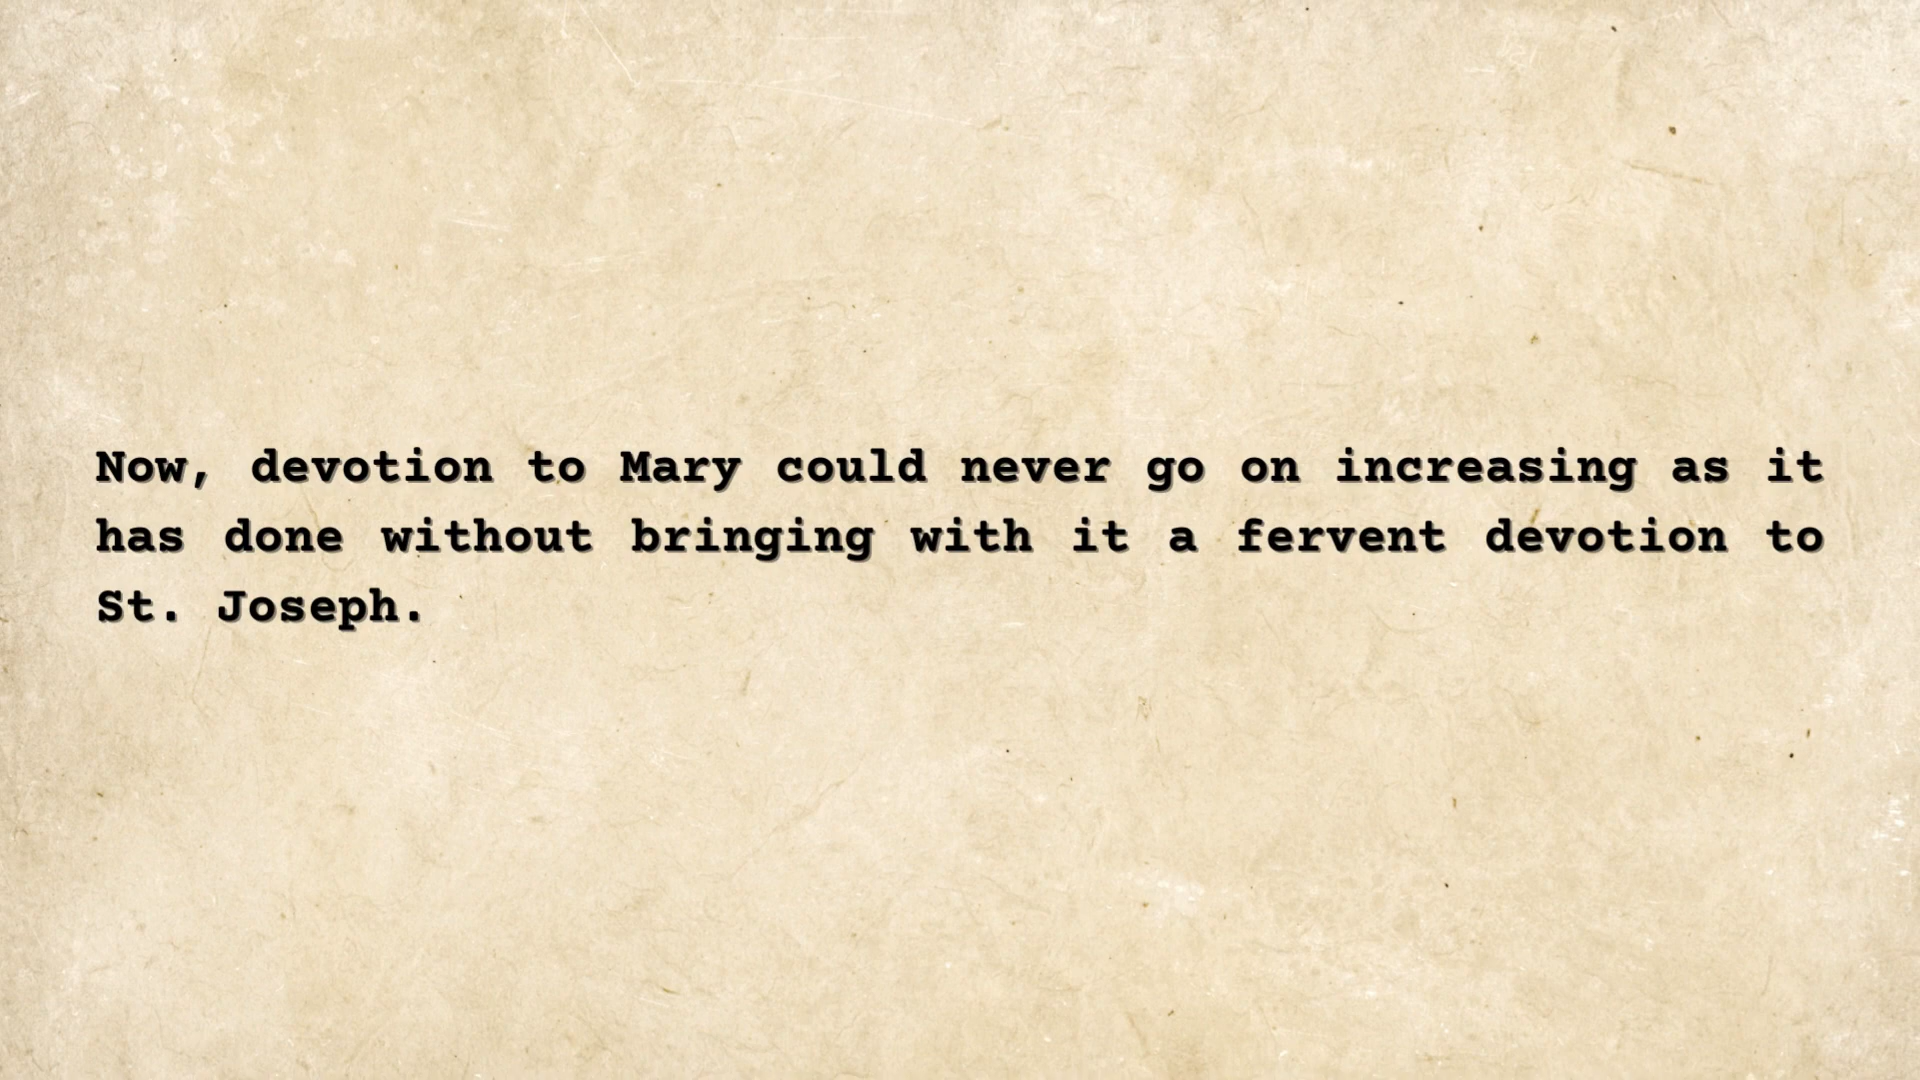 Now, devotion to Mary could never go on increasing as it
has done without bringing with it a fervent devotion to
St. Joseph.